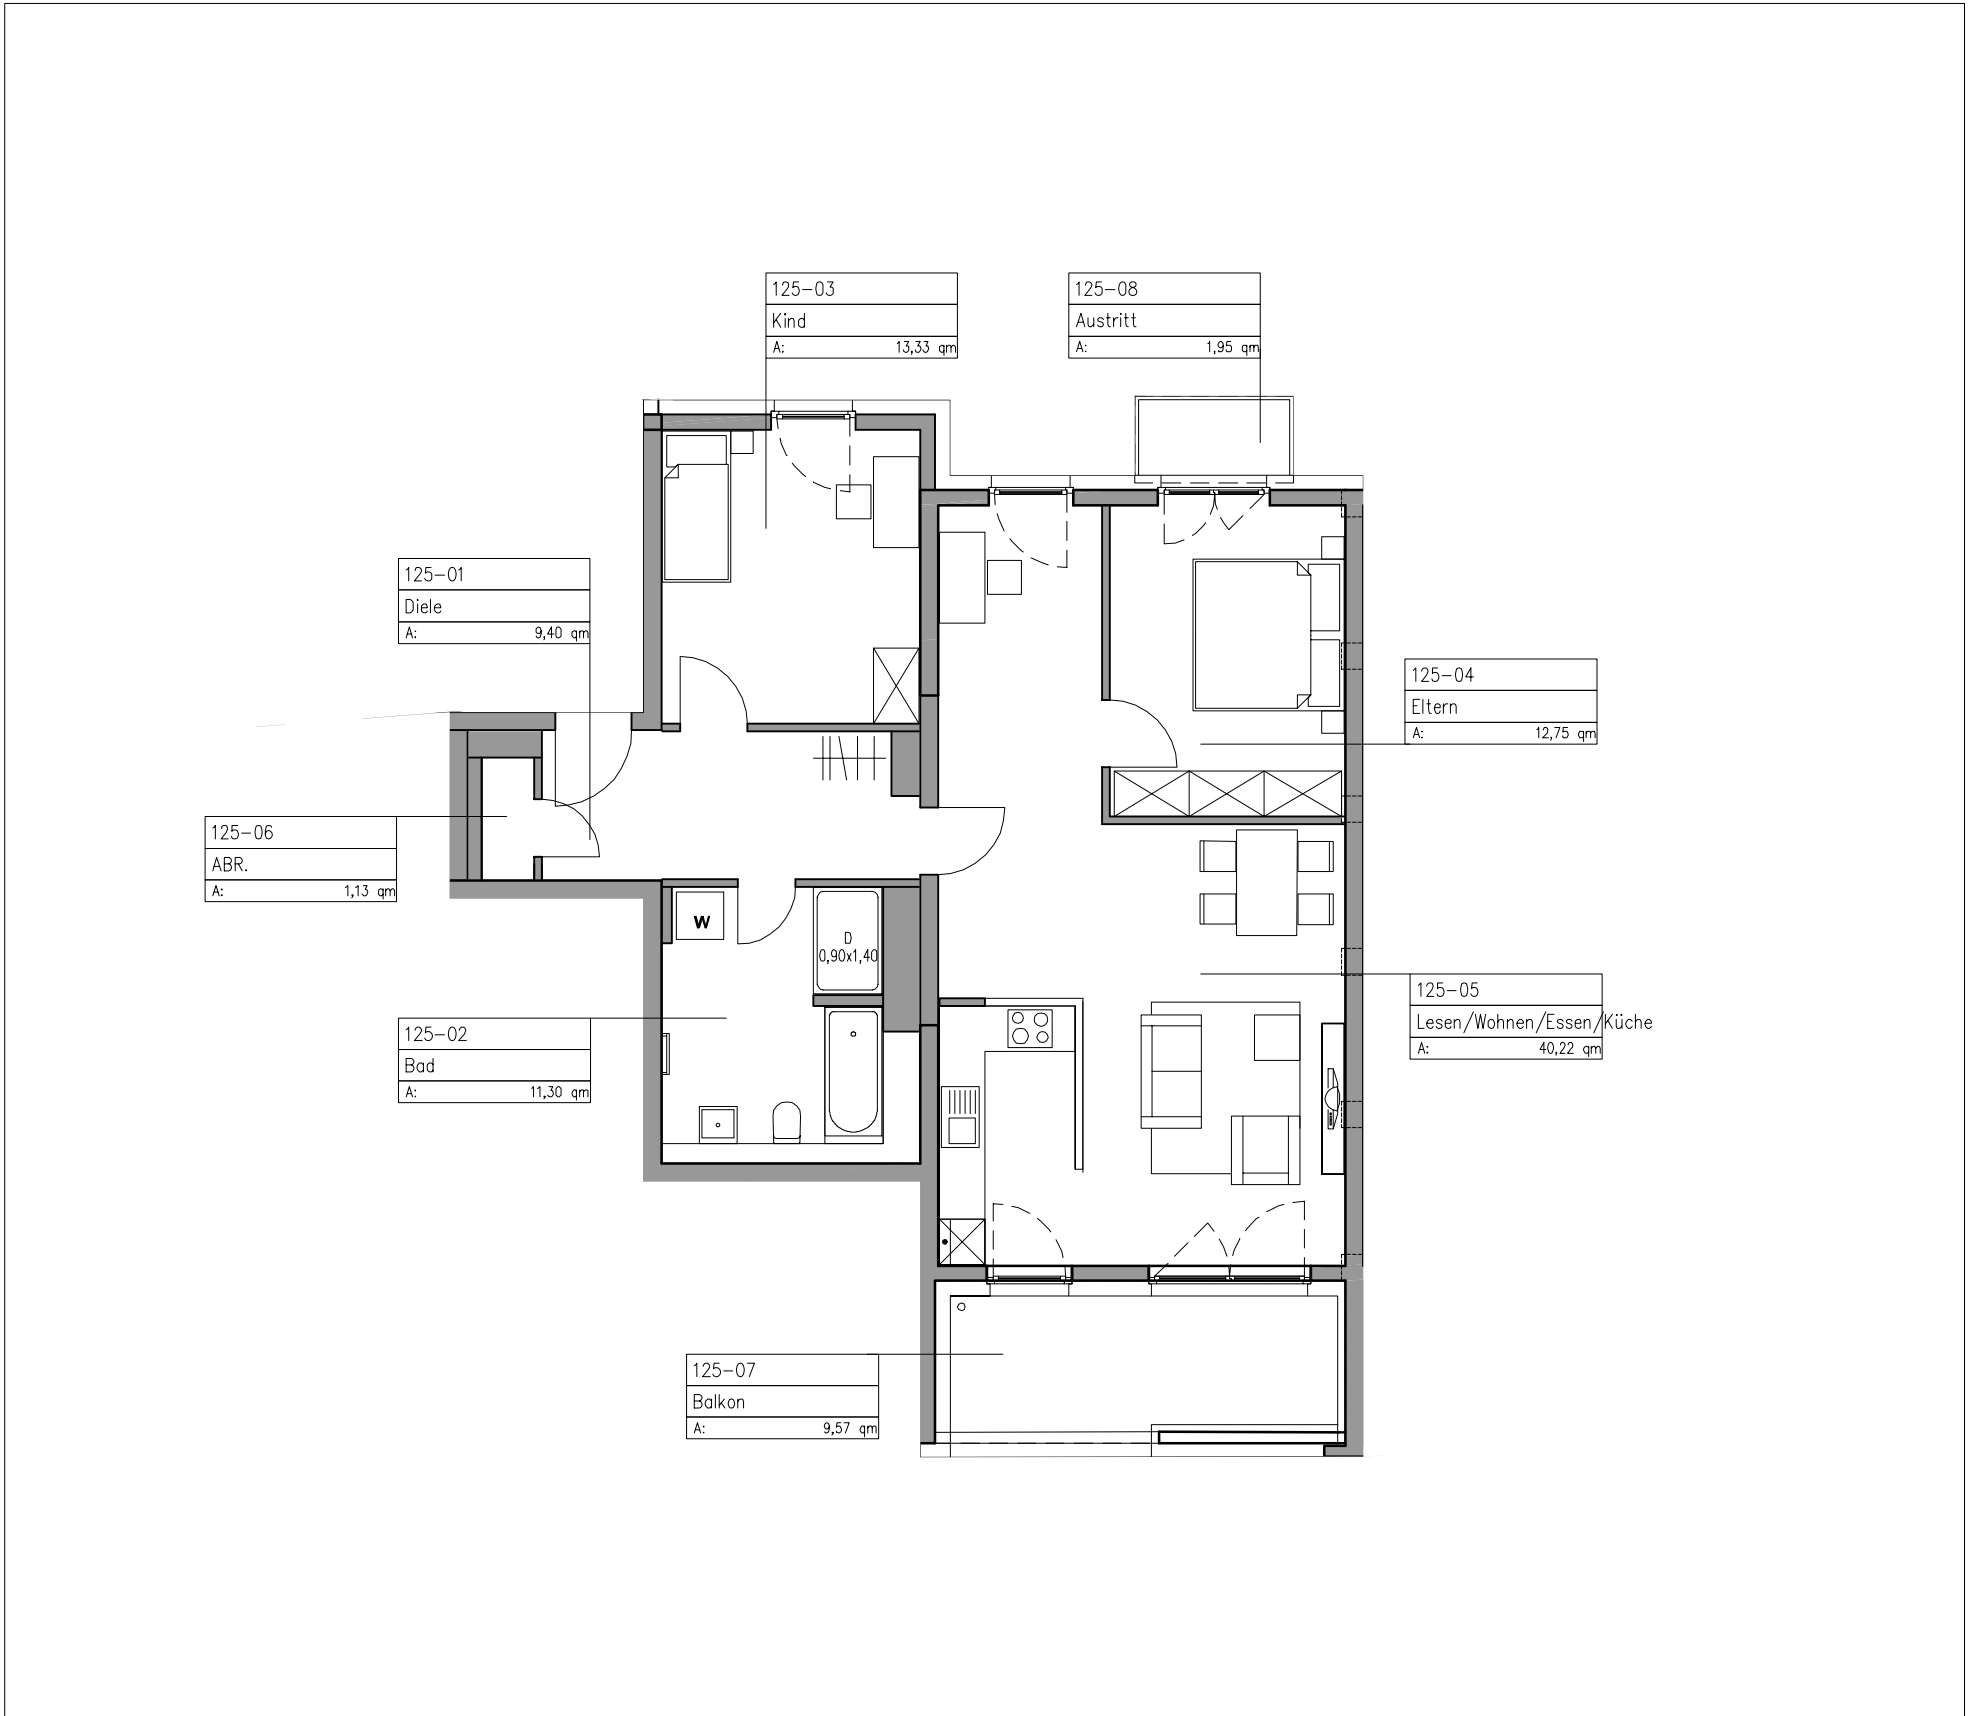 125-03
Kind
A: 13,33 qm
125-08
Austritt
A: 1,95 qm
125-01
Diele
A: 9,40 qm
125-04
Eltern
A: 12,75 qm
125-06
ABR.
A: 1,13 qm
W
D
0,90x1,40
125-05
Lesen/Wohnen/Essen/Küche
A: 40,22 qm
125-02
Bad
A: 11,30 qm
125-07
Balkon
A: 9,57 qm